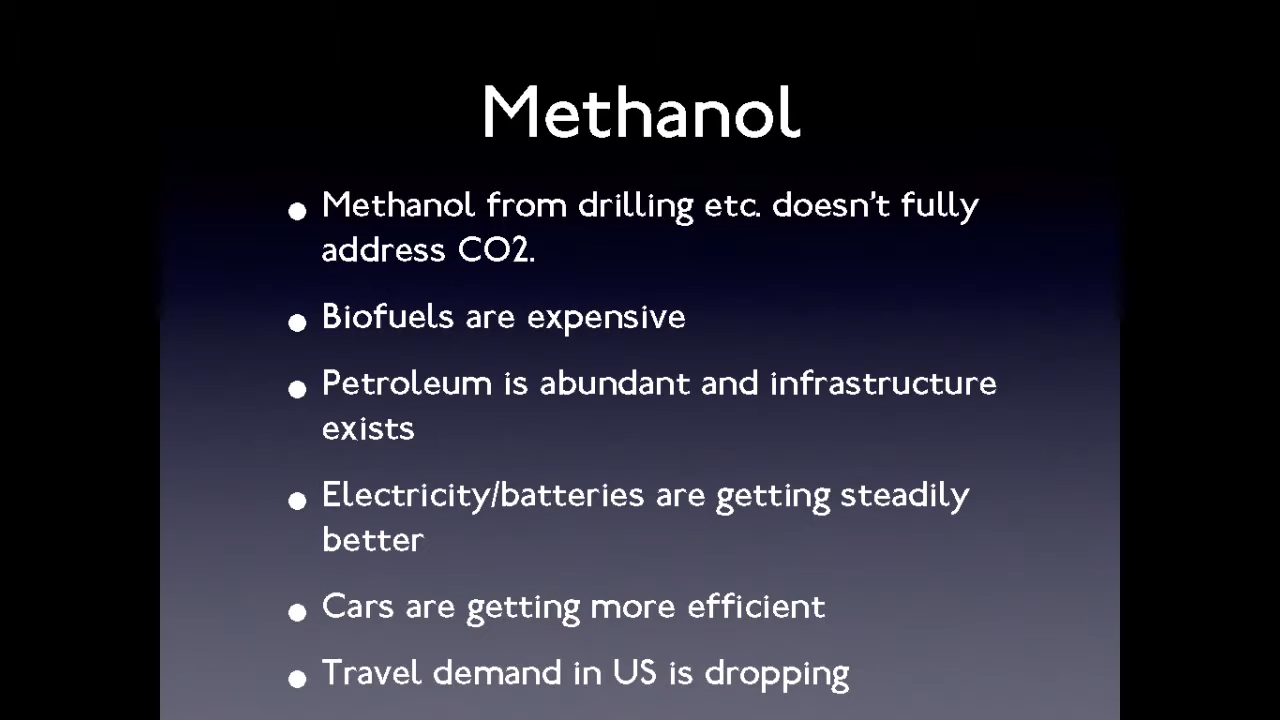 Methanol
• Methanol from drilling etc. doesn't fully
address CO2.
• Biofuels are expensive
• Petroleum is abundant and infrastructure
exists
• Electricity/batteries are getting steadily
better
• Cars are getting more efficient
• Travel demand in US is dropping